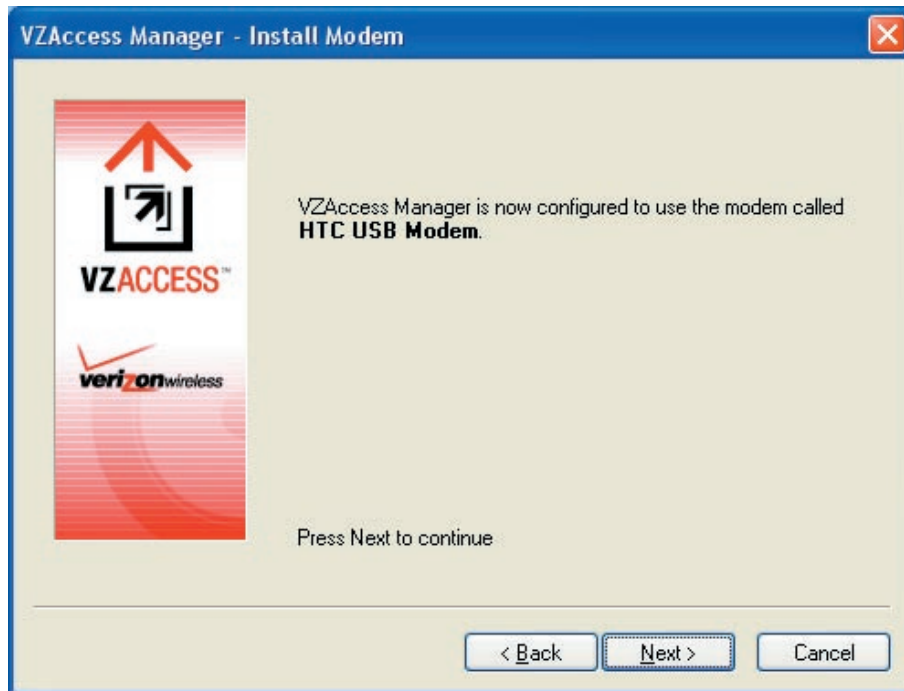 VZAccess Manager - Install Modem
VZACCESS™
verizonwireless
VZAccess Manager is now configured to use the modem called
HTC USB Modem.
Press Next to continue
< Back
Next >
Cancel